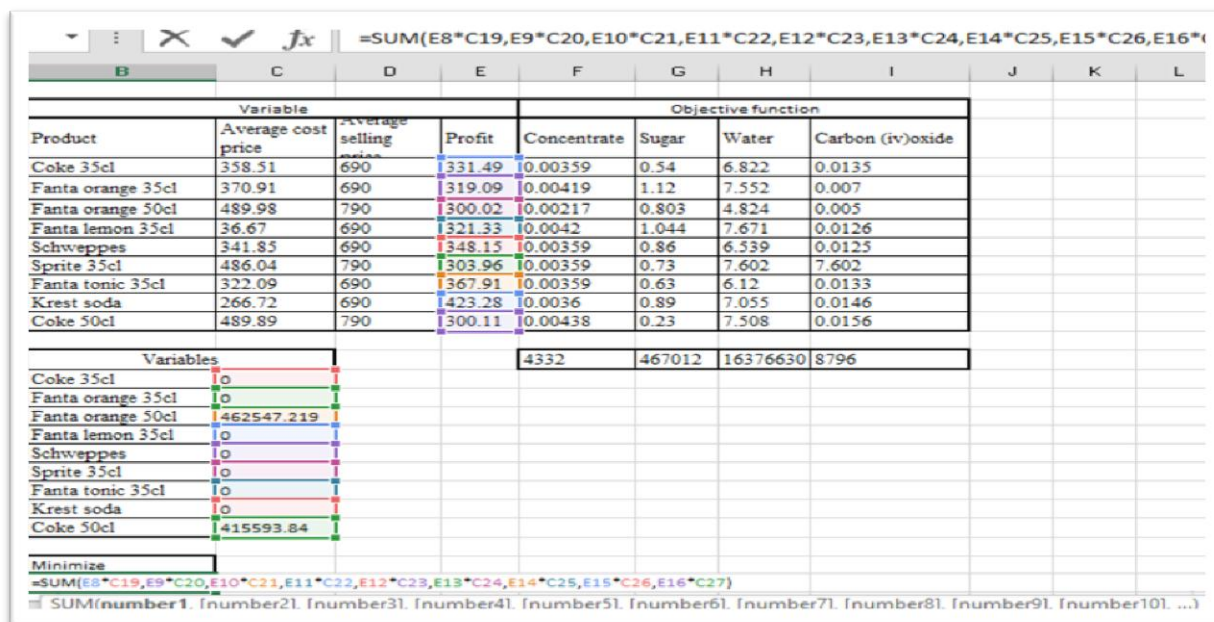 fx =SUM(E8*C19,E9*C20,E10*C21,E11*C22,E12*C23,E13*C24,E14*C25,E15*C26,E16*
B C D E F G H I J K L
Variable Objective function
Product Average cost price Average selling price Profit Concentrate Sugar Water Carbon (iv)oxide
Coke 35cl 358.51 690 331.49 0.00359 0.54 6.822 0.0135
Fanta orange 35cl 370.91 690 319.09 0.00419 1.12 7.552 0.007
Fanta orange 50cl 489.98 790 300.02 0.00217 0.803 4.824 0.005
Fanta lemon 35cl 36.67 690 321.33 0.0042 1.044 7.671 0.0126
Schweppes 341.85 690 348.15 0.00359 0.86 6.539 0.0125
Sprite 35cl 486.04 790 303.96 0.00359 0.73 7.602 7.602
Fanta tonic 35cl 322.09 690 367.91 0.00359 0.63 6.12 0.0133
Krest soda 266.72 690 423.28 0.0036 0.89 7.055 0.0146
Coke 50cl 489.89 790 300.11 0.00438 0.23 7.508 0.0156
Variables 4332 467012 16376630 8796
Coke 35cl 0
Fanta orange 35cl 0
Fanta orange 50cl 462547.219
Fanta lemon 35cl 0
Schweppes 0
Sprite 35cl 0
Fanta tonic 35cl 0
Krest soda 0
Coke 50cl 415593.84
Minimize
=SUM(E8*C19,E9*C20,E10*C21,E11*C22,E12*C23,E13*C24,E14*C25,E15*C26,E16*C27)
SUM(number1, [number2], [number3], [number4], [number5], [number6], [number7], [number8], [number9], [number10], ...)